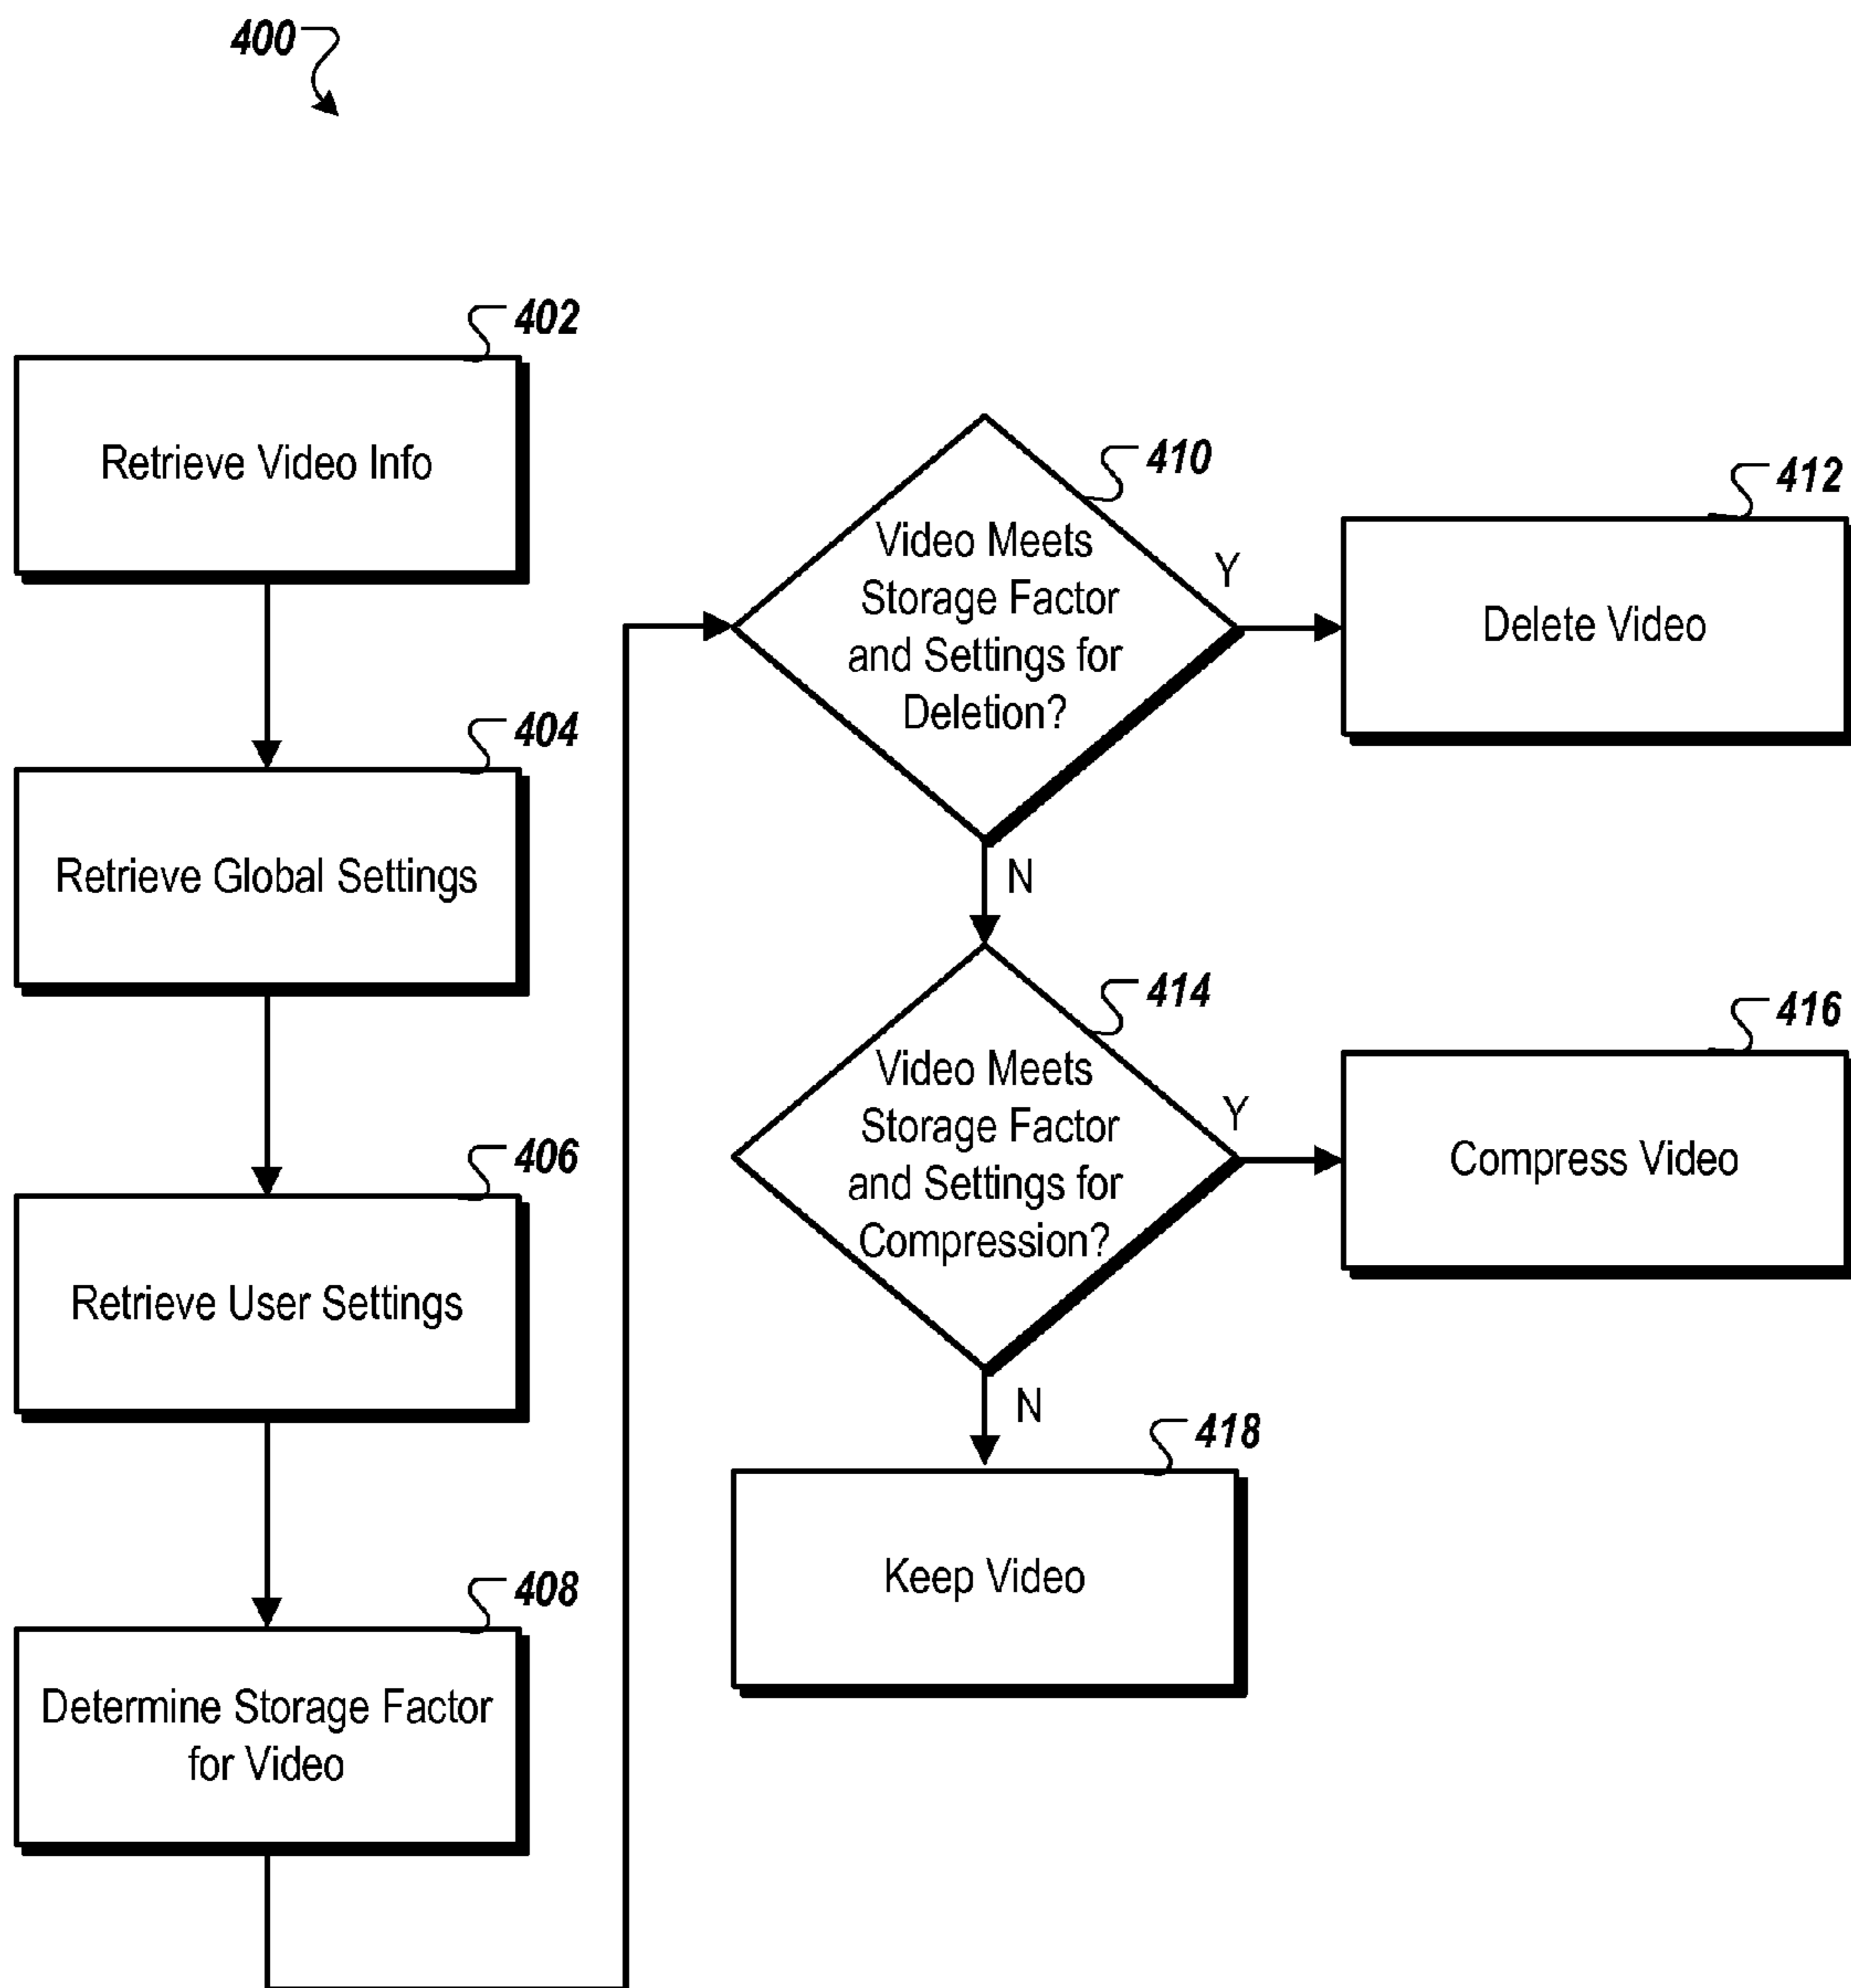 400
402
Retrieve Video Info
404
Retrieve Global Settings
406
Retrieve User Settings
408
Determine Storage Factor
for Video
410
Video Meets
Storage Factor
and Settings for
Deletion?
Y
N
412
Delete Video
414
Video Meets
Storage Factor
and Settings for
Compression?
Y
N
416
Compress Video
418
Keep Video